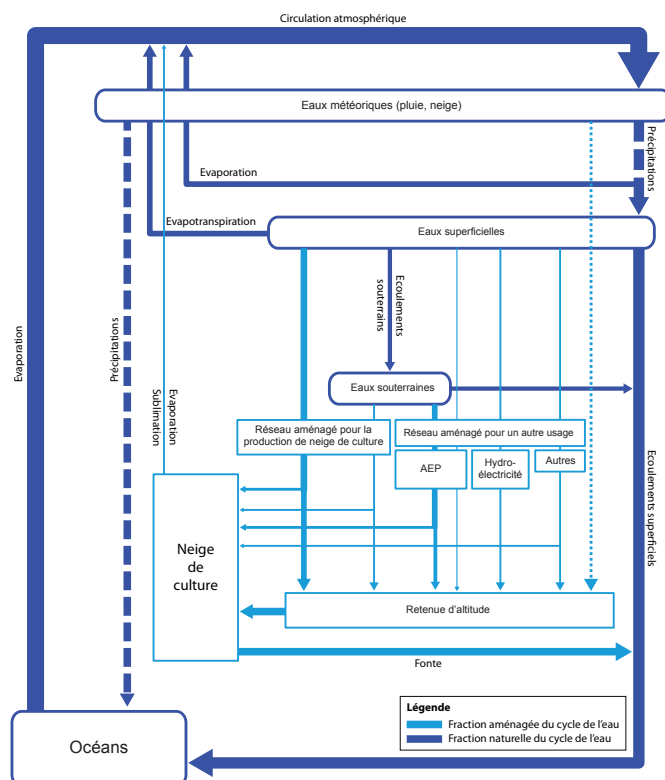 Circulation atmosphérique
Eaux météoriques (pluie, neige)
Précipitations
Evaporation
Evapotranspiration
Eaux superficielles
Ecoulements
souterrains
Evaporation
Précipitations
Sublimation
Evaporation
Eaux souterraines
Réseau aménagé pour la
production de neige de culture
Réseau aménagé pour un autre usage
AEP
Hydro-
électricité
Autres
Ecoulements superficiels
Neige
de
culture
Retenue d'altitude
Fonte
Légende
Fraction aménagée du cycle de l'eau
Fraction naturelle du cycle de l'eau
Océans